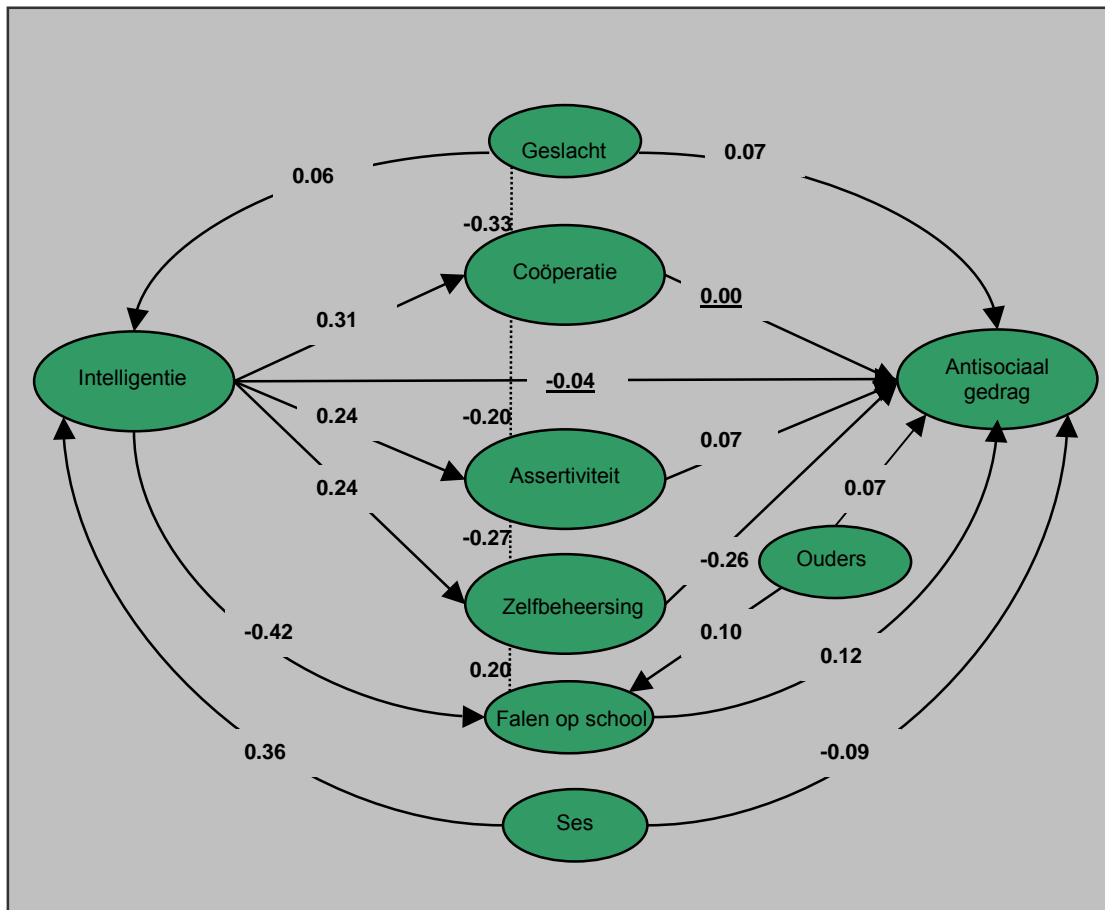 Geslacht
0.07
0.06
-0.33
Coöperatie
0.00
0.31
Intelligentie
-0.04
Antisociaal
gedrag
0.24
-0.20
0.07
Assertiviteit
0.24
0.07
-0.27
-0.26
Ouders
Zelfbeheersing
-0.42
0.10
0.12
0.20
Falen op school
0.36
-0.09
Ses